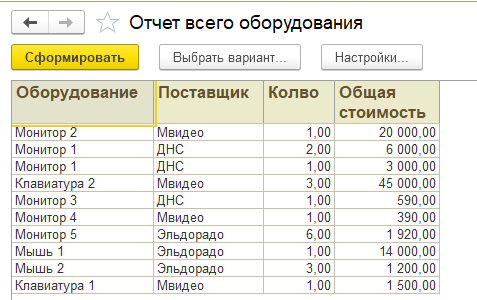 Отчет всего оборудования
Сформировать Выбрать вариант... Настройки...
Оборудование Поставщик Колво Общая
стоимость
Монитор 2 Мвидео 1,00 20 000,00
Монитор 1 ДНС 2,00 6 000,00
Монитор 1 ДНС 1,00 3 000,00
Клавиатура 2 Мвидео 3,00 45 000,00
Монитор 3 ДНС 1,00 590,00
Монитор 4 Мвидео 1,00 390,00
Монитор 5 Эльдорадо 6,00 1 920,00
Мышь 1 Эльдорадо 1,00 14 000,00
Мышь 2 Эльдорадо 3,00 1 200,00
Клавиатура 1 Мвидео 1,00 1 500,00